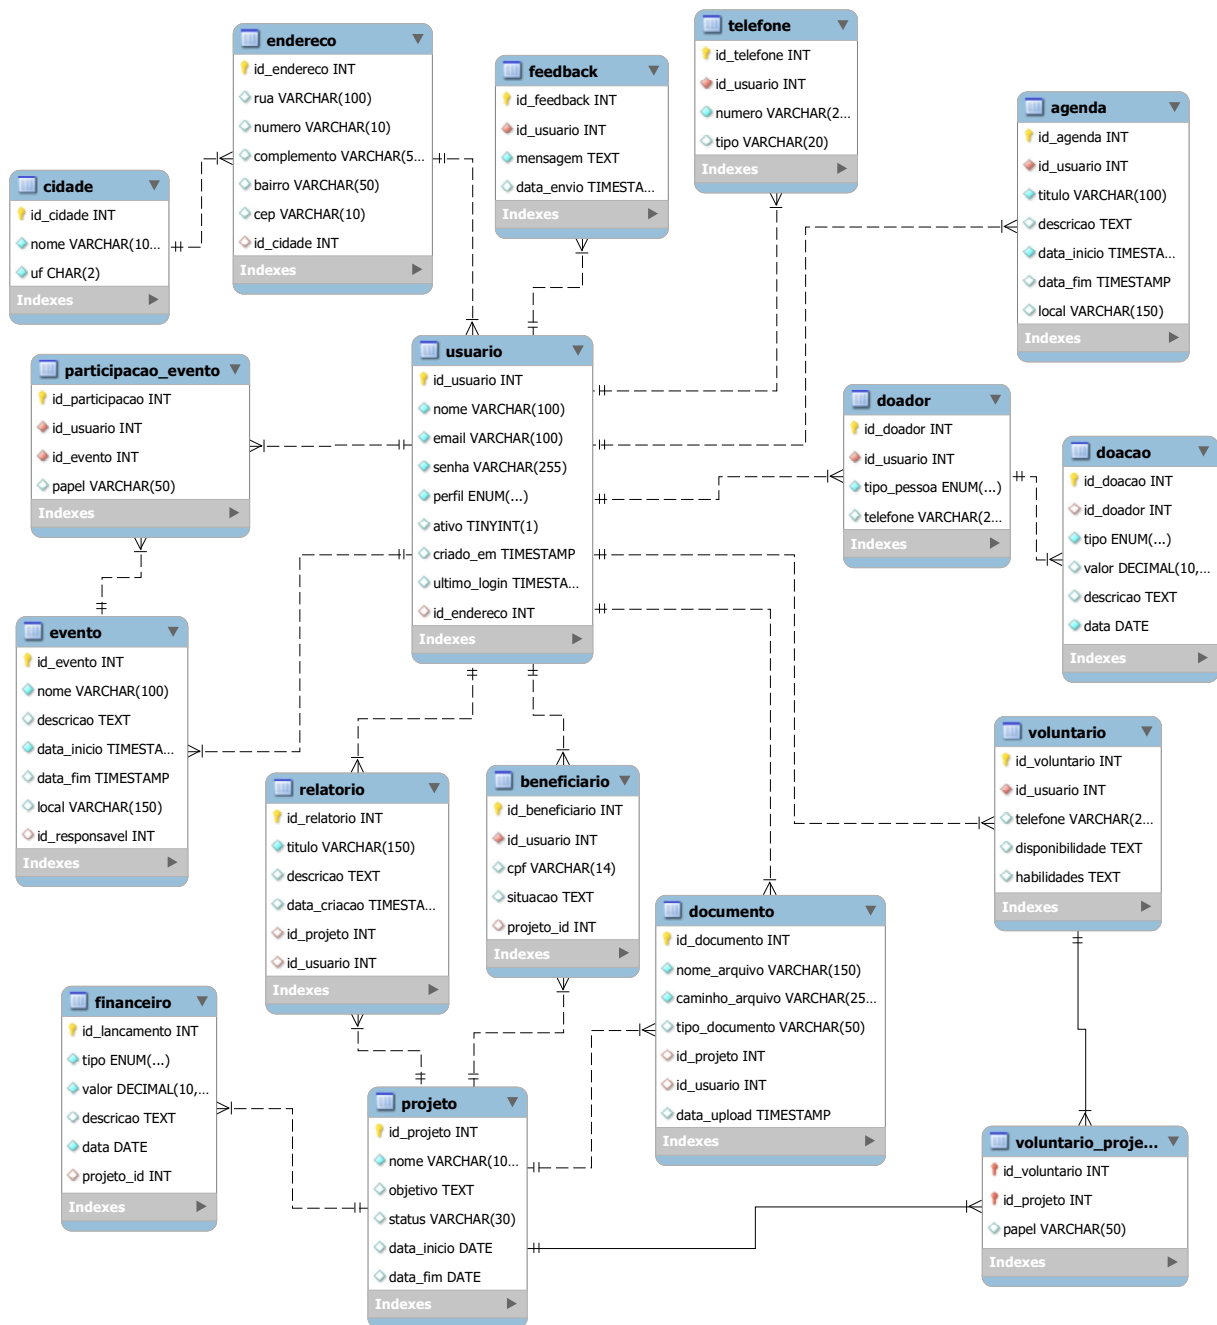 endereco
id_endereco INT
rua VARCHAR(100)
numero VARCHAR(10)
complemento VARCHAR(5...
bairro VARCHAR(50)
cep VARCHAR(10)
id_cidade INT
Indexes
feedback
id_feedback INT
id_usuario INT
mensagem TEXT
data_envio TIMESTA...
Indexes
telefone
id_telefone INT
id_usuario INT
numero VARCHAR(2...
tipo VARCHAR(20)
Indexes
agenda
id_agenda INT
id_usuario INT
titulo VARCHAR(100)
descricao TEXT
data_inicio TIMESTA...
data_fim TIMESTAMP
local VARCHAR(150)
Indexes
cidade
id_cidade INT
nome VARCHAR(10...
uf CHAR(2)
Indexes
usuario
id_usuario INT
nome VARCHAR(100)
email VARCHAR(100)
senha VARCHAR(255)
perfil ENUM(...)
ativo TINYINT(1)
criado_em TIMESTAMP
ultimo_login TIMESTA...
id_endereco INT
Indexes
participacao_evento
id_participacao INT
id_usuario INT
id_evento INT
papel VARCHAR(50)
Indexes
doador
id_doador INT
id_usuario INT
tipo_pessoa ENUM(...)
telefone VARCHAR(2...
Indexes
doacao
id_doacao INT
id_doador INT
tipo ENUM(...)
valor DECIMAL(10,...
descricao TEXT
data DATE
Indexes
evento
id_evento INT
nome VARCHAR(100)
descricao TEXT
data_inicio TIMESTA...
data_fim TIMESTAMP
local VARCHAR(150)
id_responsavel INT
Indexes
relatorio
id_relatorio INT
titulo VARCHAR(150)
descricao TEXT
data_criacao TIMESTA...
id_projeto INT
id_usuario INT
Indexes
beneficiario
id_beneficiario INT
id_usuario INT
cpf VARCHAR(14)
situacao TEXT
projeto_id INT
Indexes
voluntario
id_voluntario INT
id_usuario INT
telefone VARCHAR(2...
disponibilidade TEXT
habilidades TEXT
Indexes
documento
id_documento INT
nome_arquivo VARCHAR(150)
caminho_arquivo VARCHAR(25...
tipo_documento VARCHAR(50)
id_projeto INT
id_usuario INT
data_upload TIMESTAMP
Indexes
financeiro
id_lancamento INT
tipo ENUM(...)
valor DECIMAL(10,...
descricao TEXT
data DATE
projeto_id INT
Indexes
projeto
id_projeto INT
nome VARCHAR(10...
objetivo TEXT
status VARCHAR(30)
data_inicio DATE
data_fim DATE
Indexes
voluntario_proje...
id_voluntario INT
id_projeto INT
papel VARCHAR(50)
Indexes